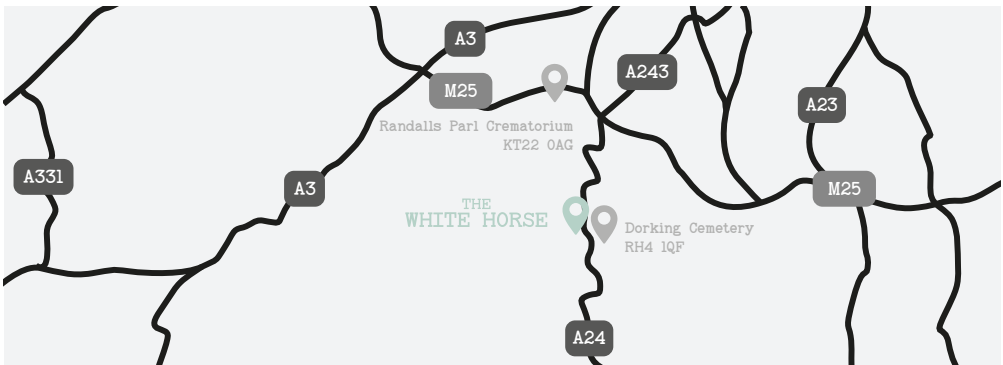 A3
A243
M25
A23
Randalls Parl Crematorium
KT22 0AG
A331
A3
M25
THE
WHITE HORSE
Dorking Cemetery
RH4 1QF
A24